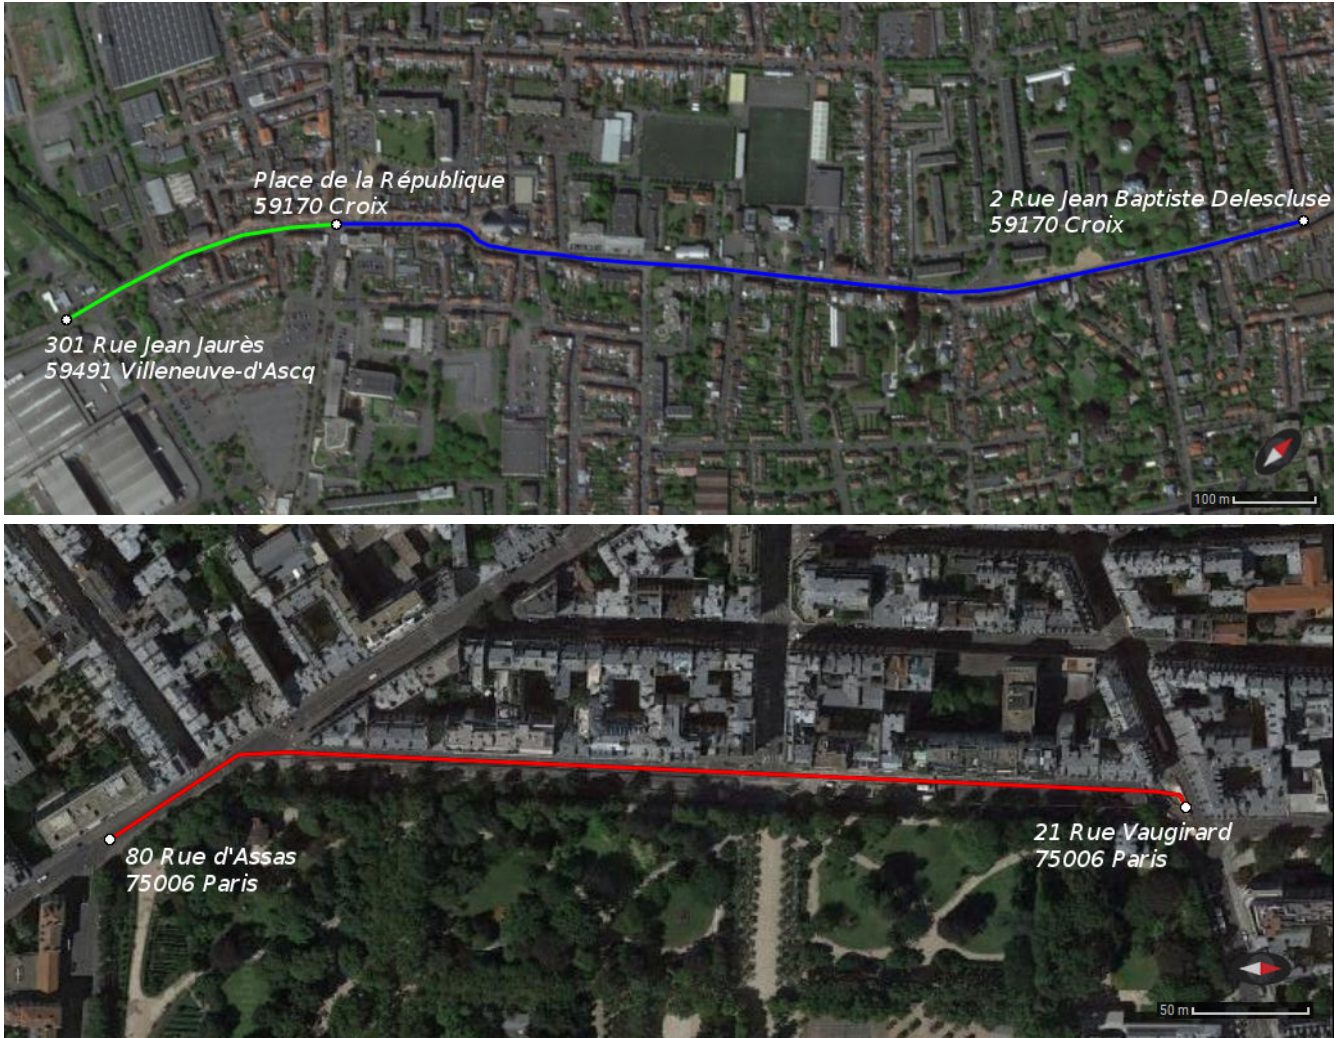 Place de la République
59170 Croix
2 Rue Jean Baptiste Delescluse
59170 Croix
301 Rue Jean Jaurès
59491 Villeneuve-d'Ascq
100 m
80 Rue d'Assas
75006 Paris
21 Rue Vaugirard
75006 Paris
50 m